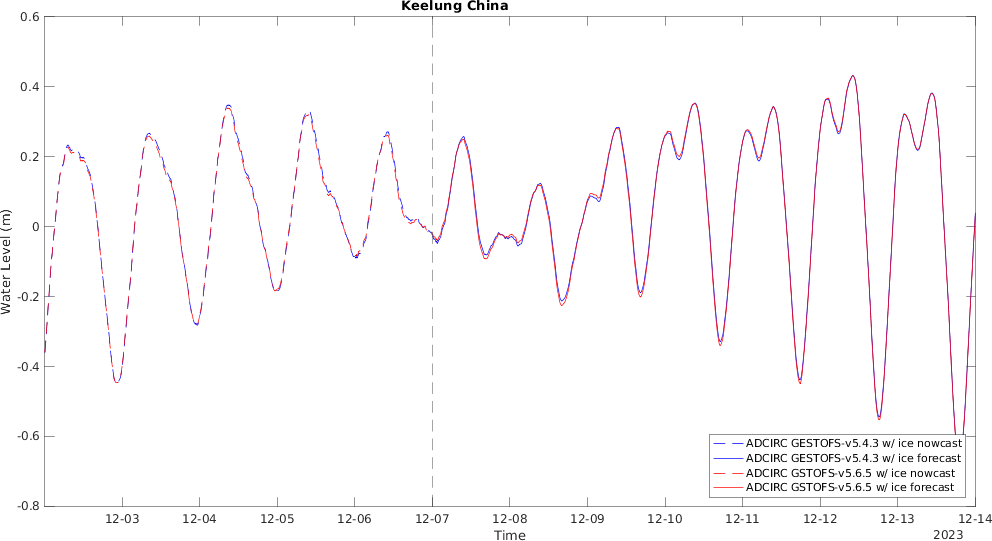 Keelung China
0.6
0.4
0.2
0
-0.2
-0.4
-0.6
-0.8
Water Level (m)
ADCIRC GESTOFS-v5.4.3 w/ ice nowcast
ADCIRC GESTOFS-v5.4.3 w/ ice forecast
ADCIRC GSTOFS-v5.6.5 w/ ice nowcast
ADCIRC GSTOFS-v5.6.5 w/ ice forecast
12-03 12-04 12-05 12-06 12-07 12-08 12-09 12-10 12-11 12-12 12-13 12-14
Time
2023